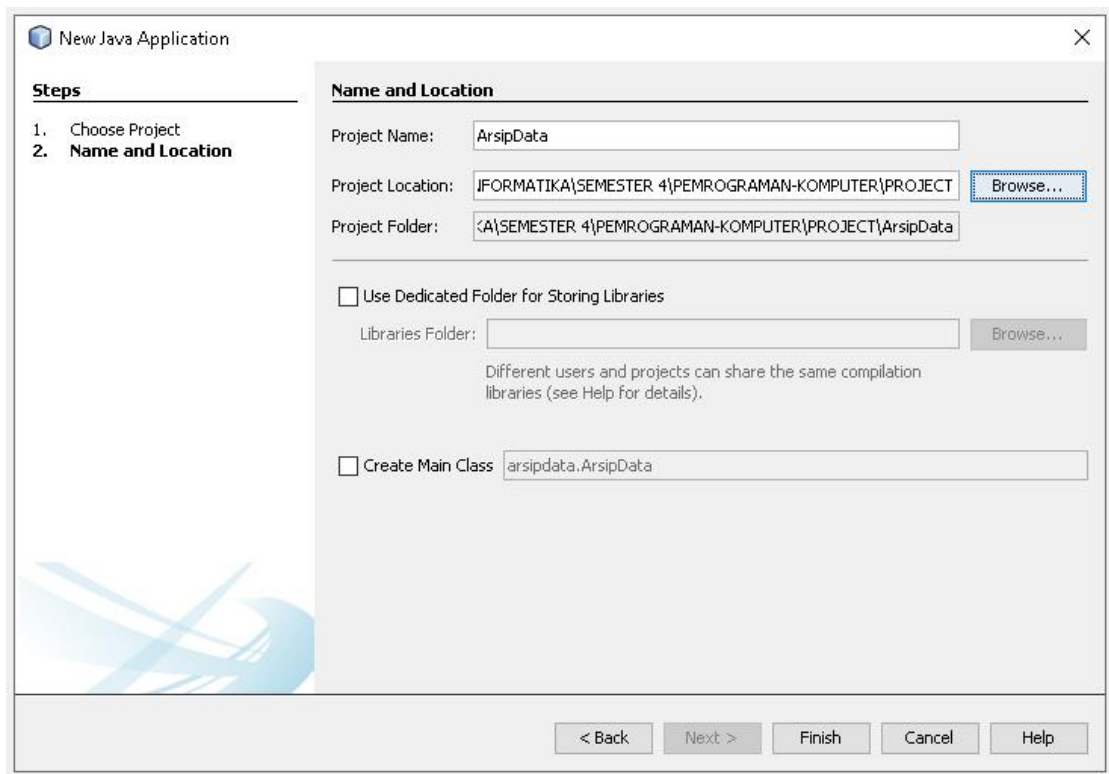 New Java Application
Steps
1. Choose Project
2. Name and Location
Name and Location
Project Name: ArsipData
Project Location: IFORMATIKA\SEMESTER 4\PEMROGRAMAN-KOMPUTER\PROJECT Browse...
Project Folder: KA\SEMESTER 4\PEMROGRAMAN-KOMPUTER\PROJECT\ArsipData
Use Dedicated Folder for Storing Libraries
Libraries Folder: Browse...
Different users and projects can share the same compilation
libraries (see Help for details).
Create Main Class arsipdata.ArsipData
< Back Next > Finish Cancel Help